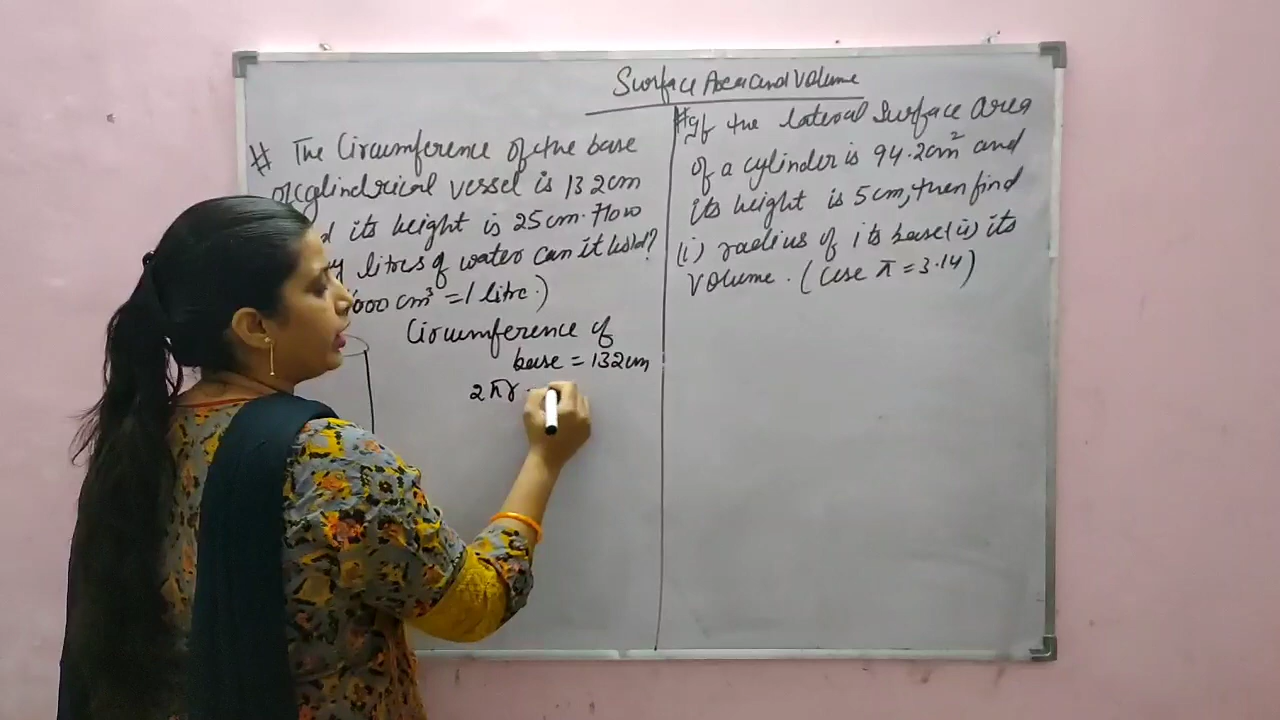 Surface Area and Volume
# The Circumference of the base
of cylindrical vessel is 132cm
its height is 25cm. How
litres of water can it hold?
000 cm³ = 1 litre.)
Circumference of
base = 132cm
2πr
# If the lateral Surface area
of a cylinder is 94.2cm² and
its height is 5cm, then find
(i) radius of its base (ii) its
volume. (use π = 3.14)